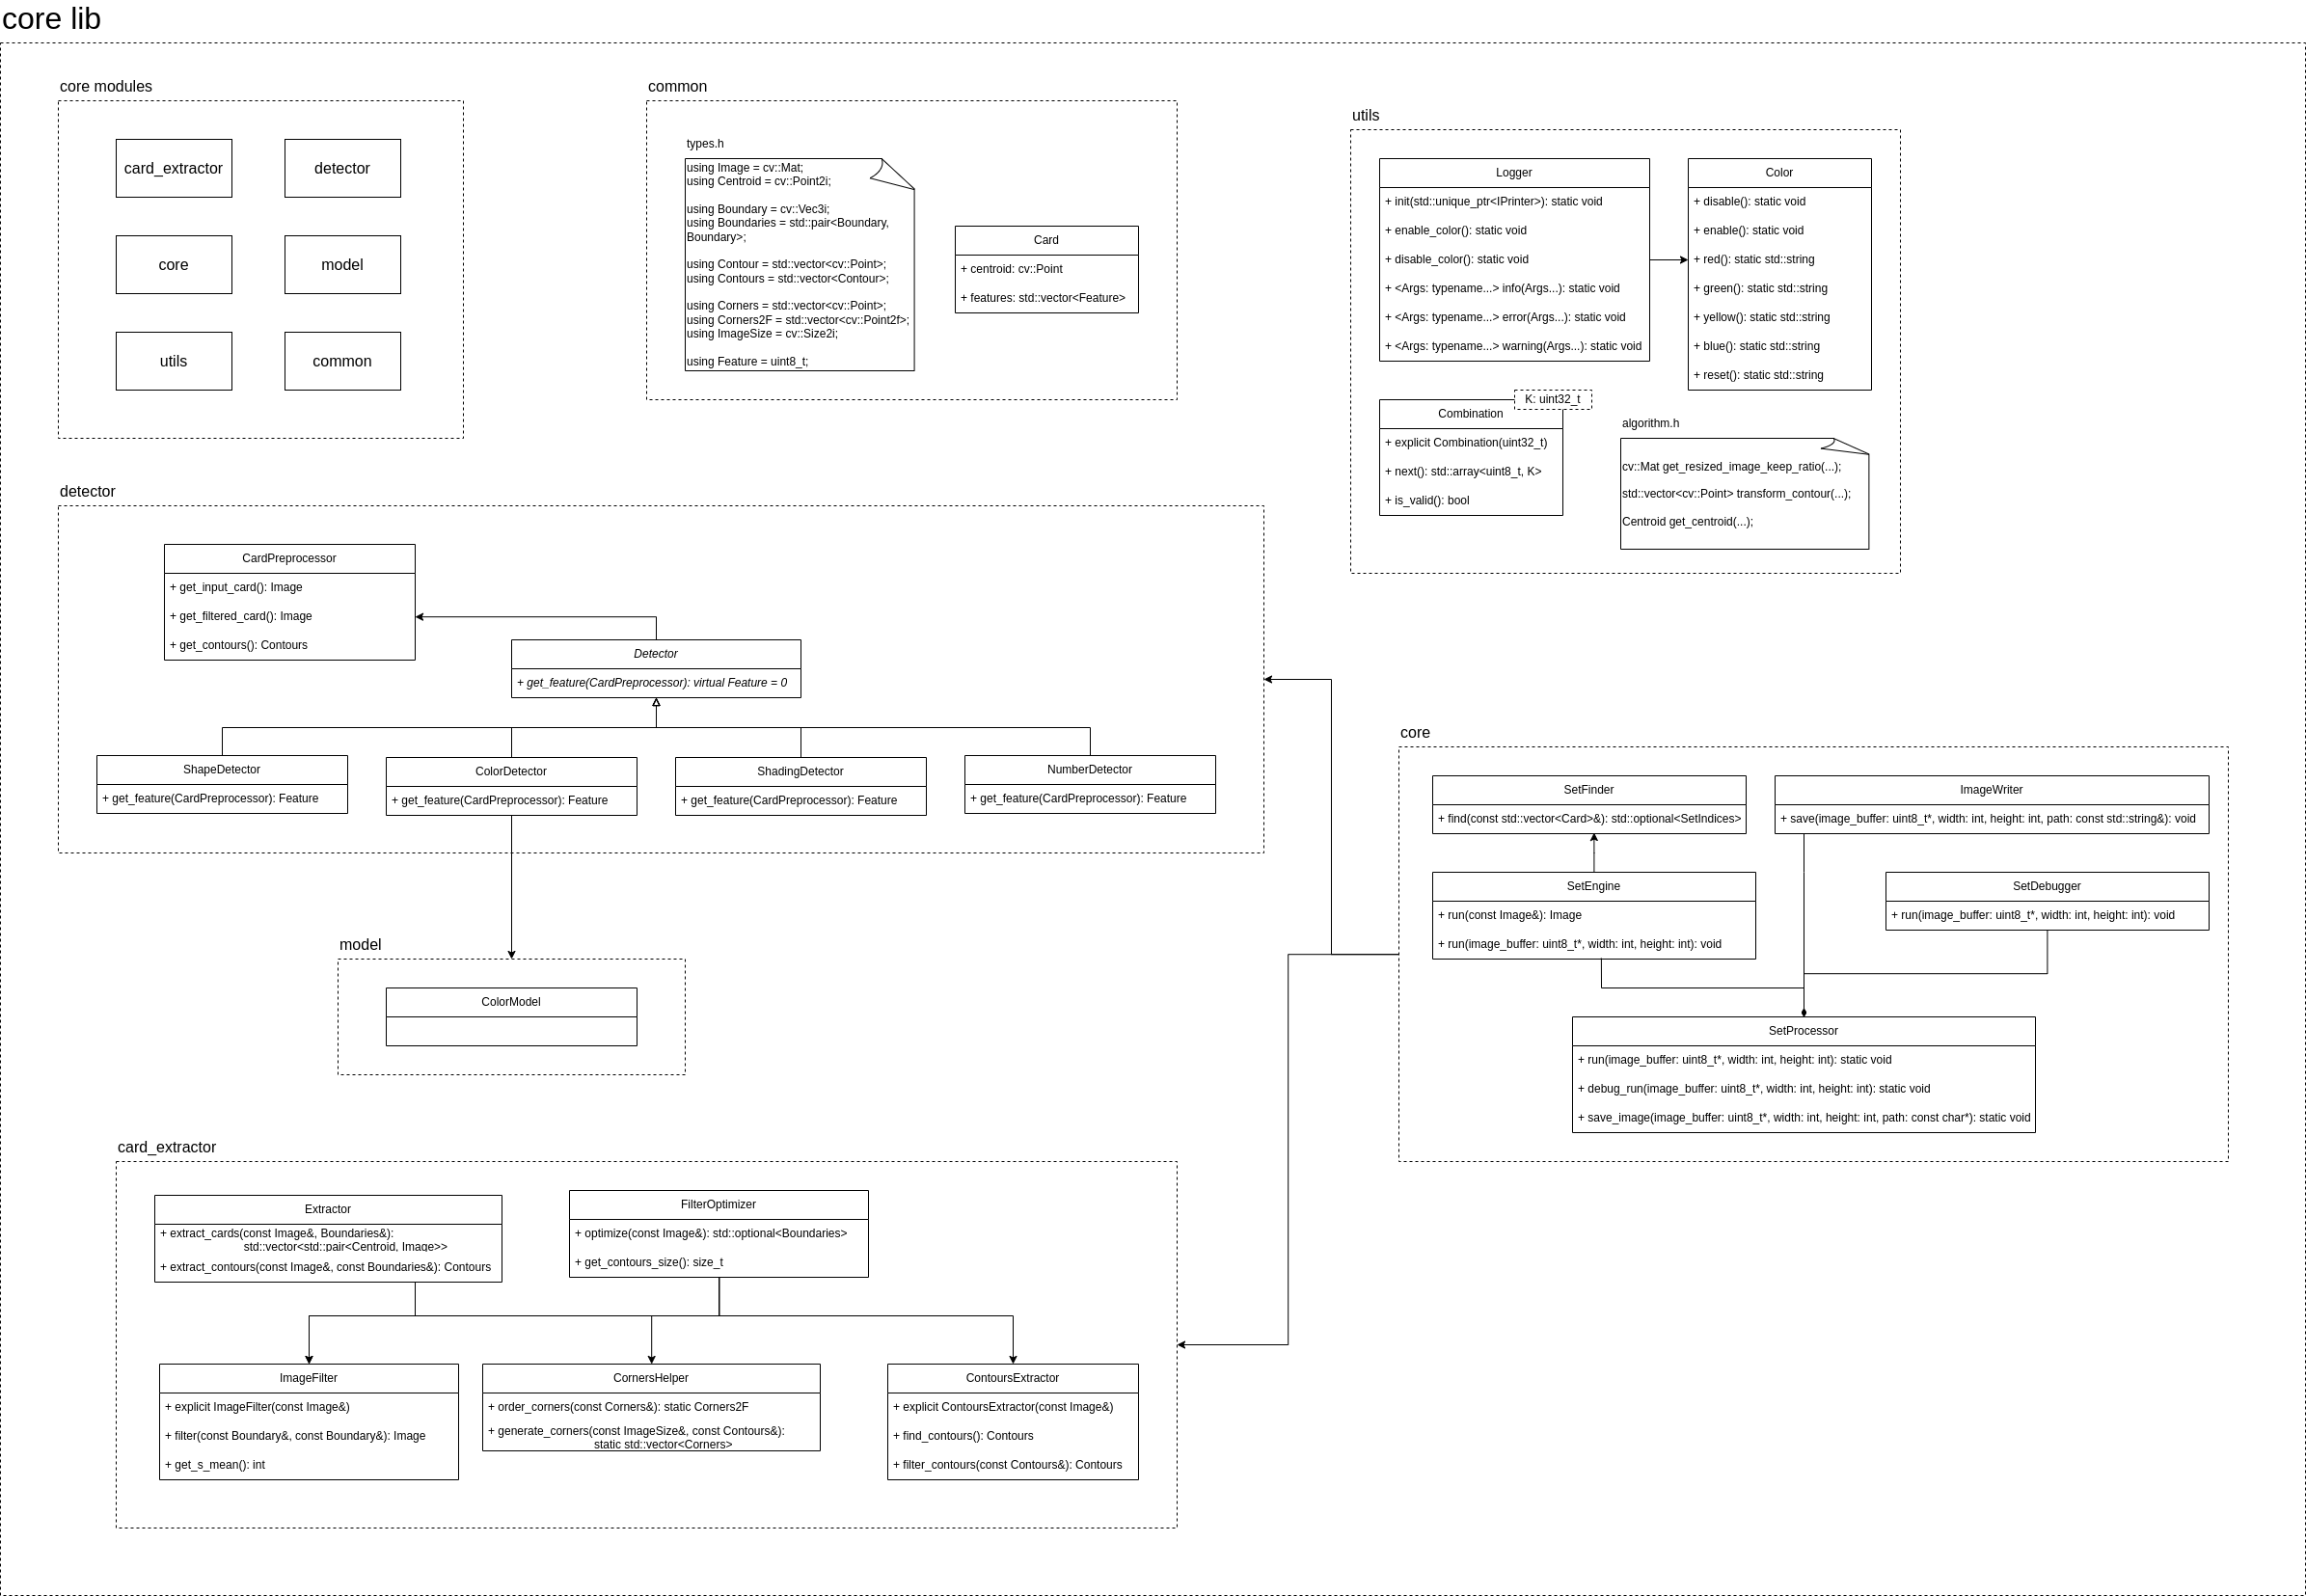 core lib
core modules
card_extractor
detector
core
model
utils
common
common
types.h
using Image = cv::Mat;
using Centroid = cv::Point2i;
using Boundary = cv::Vec3i;
using Boundaries = std::pair<Boundary,
Boundary>;
using Contour = std::vector<cv::Point>;
using Contours = std::vector<Contour>;
using Corners = std::vector<cv::Point>;
using Corners2F = std::vector<cv::Point2f>;
using ImageSize = cv::Size2i;
using Feature = uint8_t;
Card
+ centroid: cv::Point
+ features: std::vector<Feature>
utils
Logger
+ init(std::unique_ptr<IPrinter>): static void
+ enable_color(): static void
+ disable_color(): static void
+ <Args: typename...> info(Args...): static void
+ <Args: typename...> error(Args...): static void
+ <Args: typename...> warning(Args...): static void
Color
+ disable(): static void
+ enable(): static void
+ red(): static std::string
+ green(): static std::string
+ yellow(): static std::string
+ blue(): static std::string
+ reset(): static std::string
K: uint32_t
Combination
+ explicit Combination(uint32_t)
+ next(): std::array<uint8_t, K>
+ is_valid(): bool
algorithm.h
cv::Mat get_resized_image_keep_ratio(...);
std::vector<cv::Point> transform_contour(...);
Centroid get_centroid(...);
detector
CardPreprocessor
+ get_input_card(): Image
+ get_filtered_card(): Image
+ get_contours(): Contours
Detector
+ get_feature(CardPreprocessor): virtual Feature = 0
ShapeDetector
+ get_feature(CardPreprocessor): Feature
ColorDetector
+ get_feature(CardPreprocessor): Feature
ShadingDetector
+ get_feature(CardPreprocessor): Feature
NumberDetector
+ get_feature(CardPreprocessor): Feature
core
SetFinder
+ find(const std::vector<Card>&): std::optional<SetIndices>
ImageWriter
+ save(image_buffer: uint8_t*, width: int, height: int, path: const std::string&): void
SetEngine
+ run(const Image&): Image
+ run(image_buffer: uint8_t*, width: int, height: int): void
SetDebugger
+ run(image_buffer: uint8_t*, width: int, height: int): void
SetProcessor
+ run(image_buffer: uint8_t*, width: int, height: int): static void
+ debug_run(image_buffer: uint8_t*, width: int, height: int): static void
+ save_image(image_buffer: uint8_t*, width: int, height: int, path: const char*): static void
model
ColorModel
card_extractor
Extractor
+ extract_cards(const Image&, Boundaries&):
std::vector<std::pair<Centroid, Image>>
+ extract_contours(const Image&, const Boundaries&): Contours
FilterOptimizer
+ optimize(const Image&): std::optional<Boundaries>
+ get_contours_size(): size_t
ImageFilter
+ explicit ImageFilter(const Image&)
+ filter(const Boundary&, const Boundary&): Image
+ get_s_mean(): int
CornersHelper
+ order_corners(const Corners&): static Corners2F
+ generate_corners(const ImageSize&, const Contours&):
static std::vector<Corners>
ContoursExtractor
+ explicit ContoursExtractor(const Image&)
+ find_contours(): Contours
+ filter_contours(const Contours&): Contours